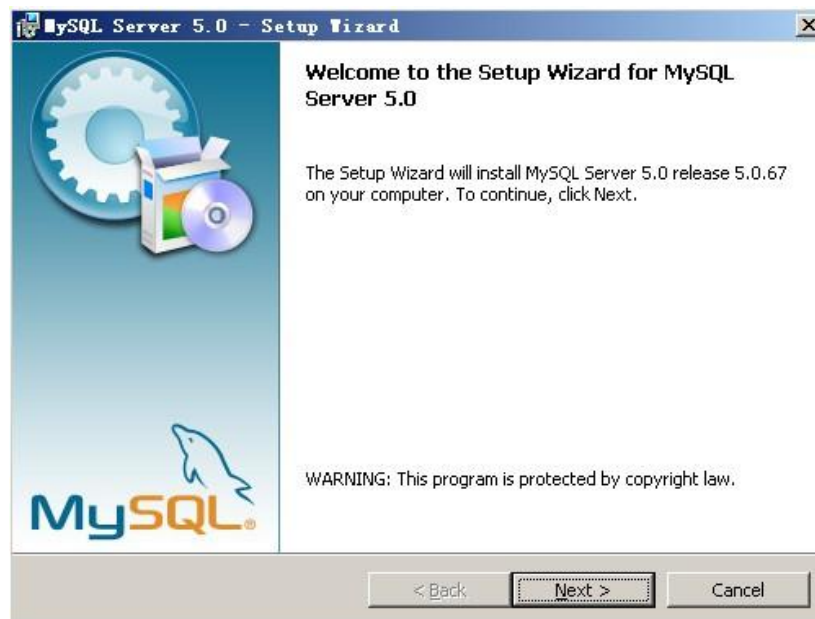 MySQL Server 5.0 - Setup Wizard
Welcome to the Setup Wizard for MySQL
Server 5.0
The Setup Wizard will install MySQL Server 5.0 release 5.0.67
on your computer. To continue, click Next.
WARNING: This program is protected by copyright law.
MySQL®
< Back
Next >
Cancel